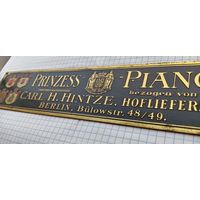 PRINZESS - PIANO
bezogen von
CARL H. HINTZE, HOFLIEFER
BERLIN, Bülowstr. 48/49.